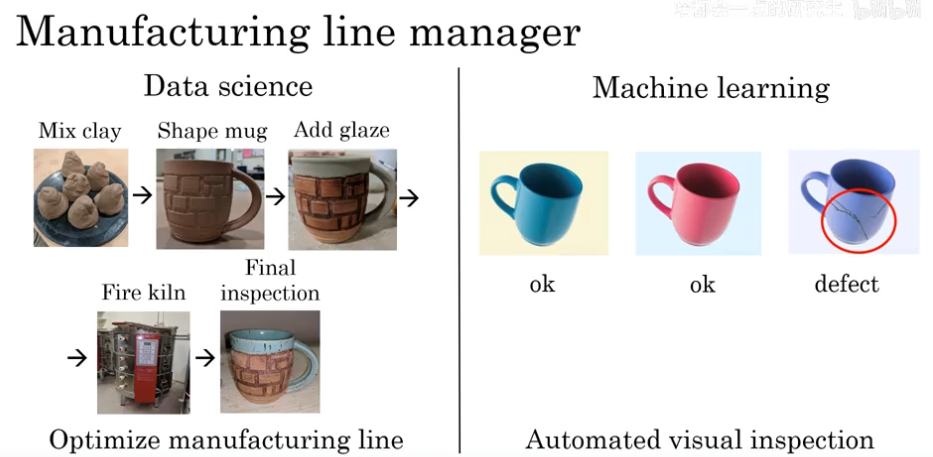 Manufacturing line manager
Data science
Mix clay
Shape mug
Add glaze
Fire kiln
Final
inspection
Optimize manufacturing line
Machine learning
ok
ok
defect
Automated visual inspection